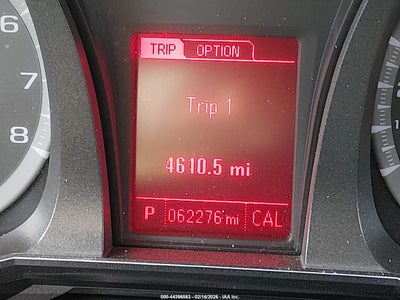 TRIP OPTION
6
Trip 1
8
4610.5 mi
P 062276 mi CAL
000-44396563 - 02/16/2026 - IAA Inc.